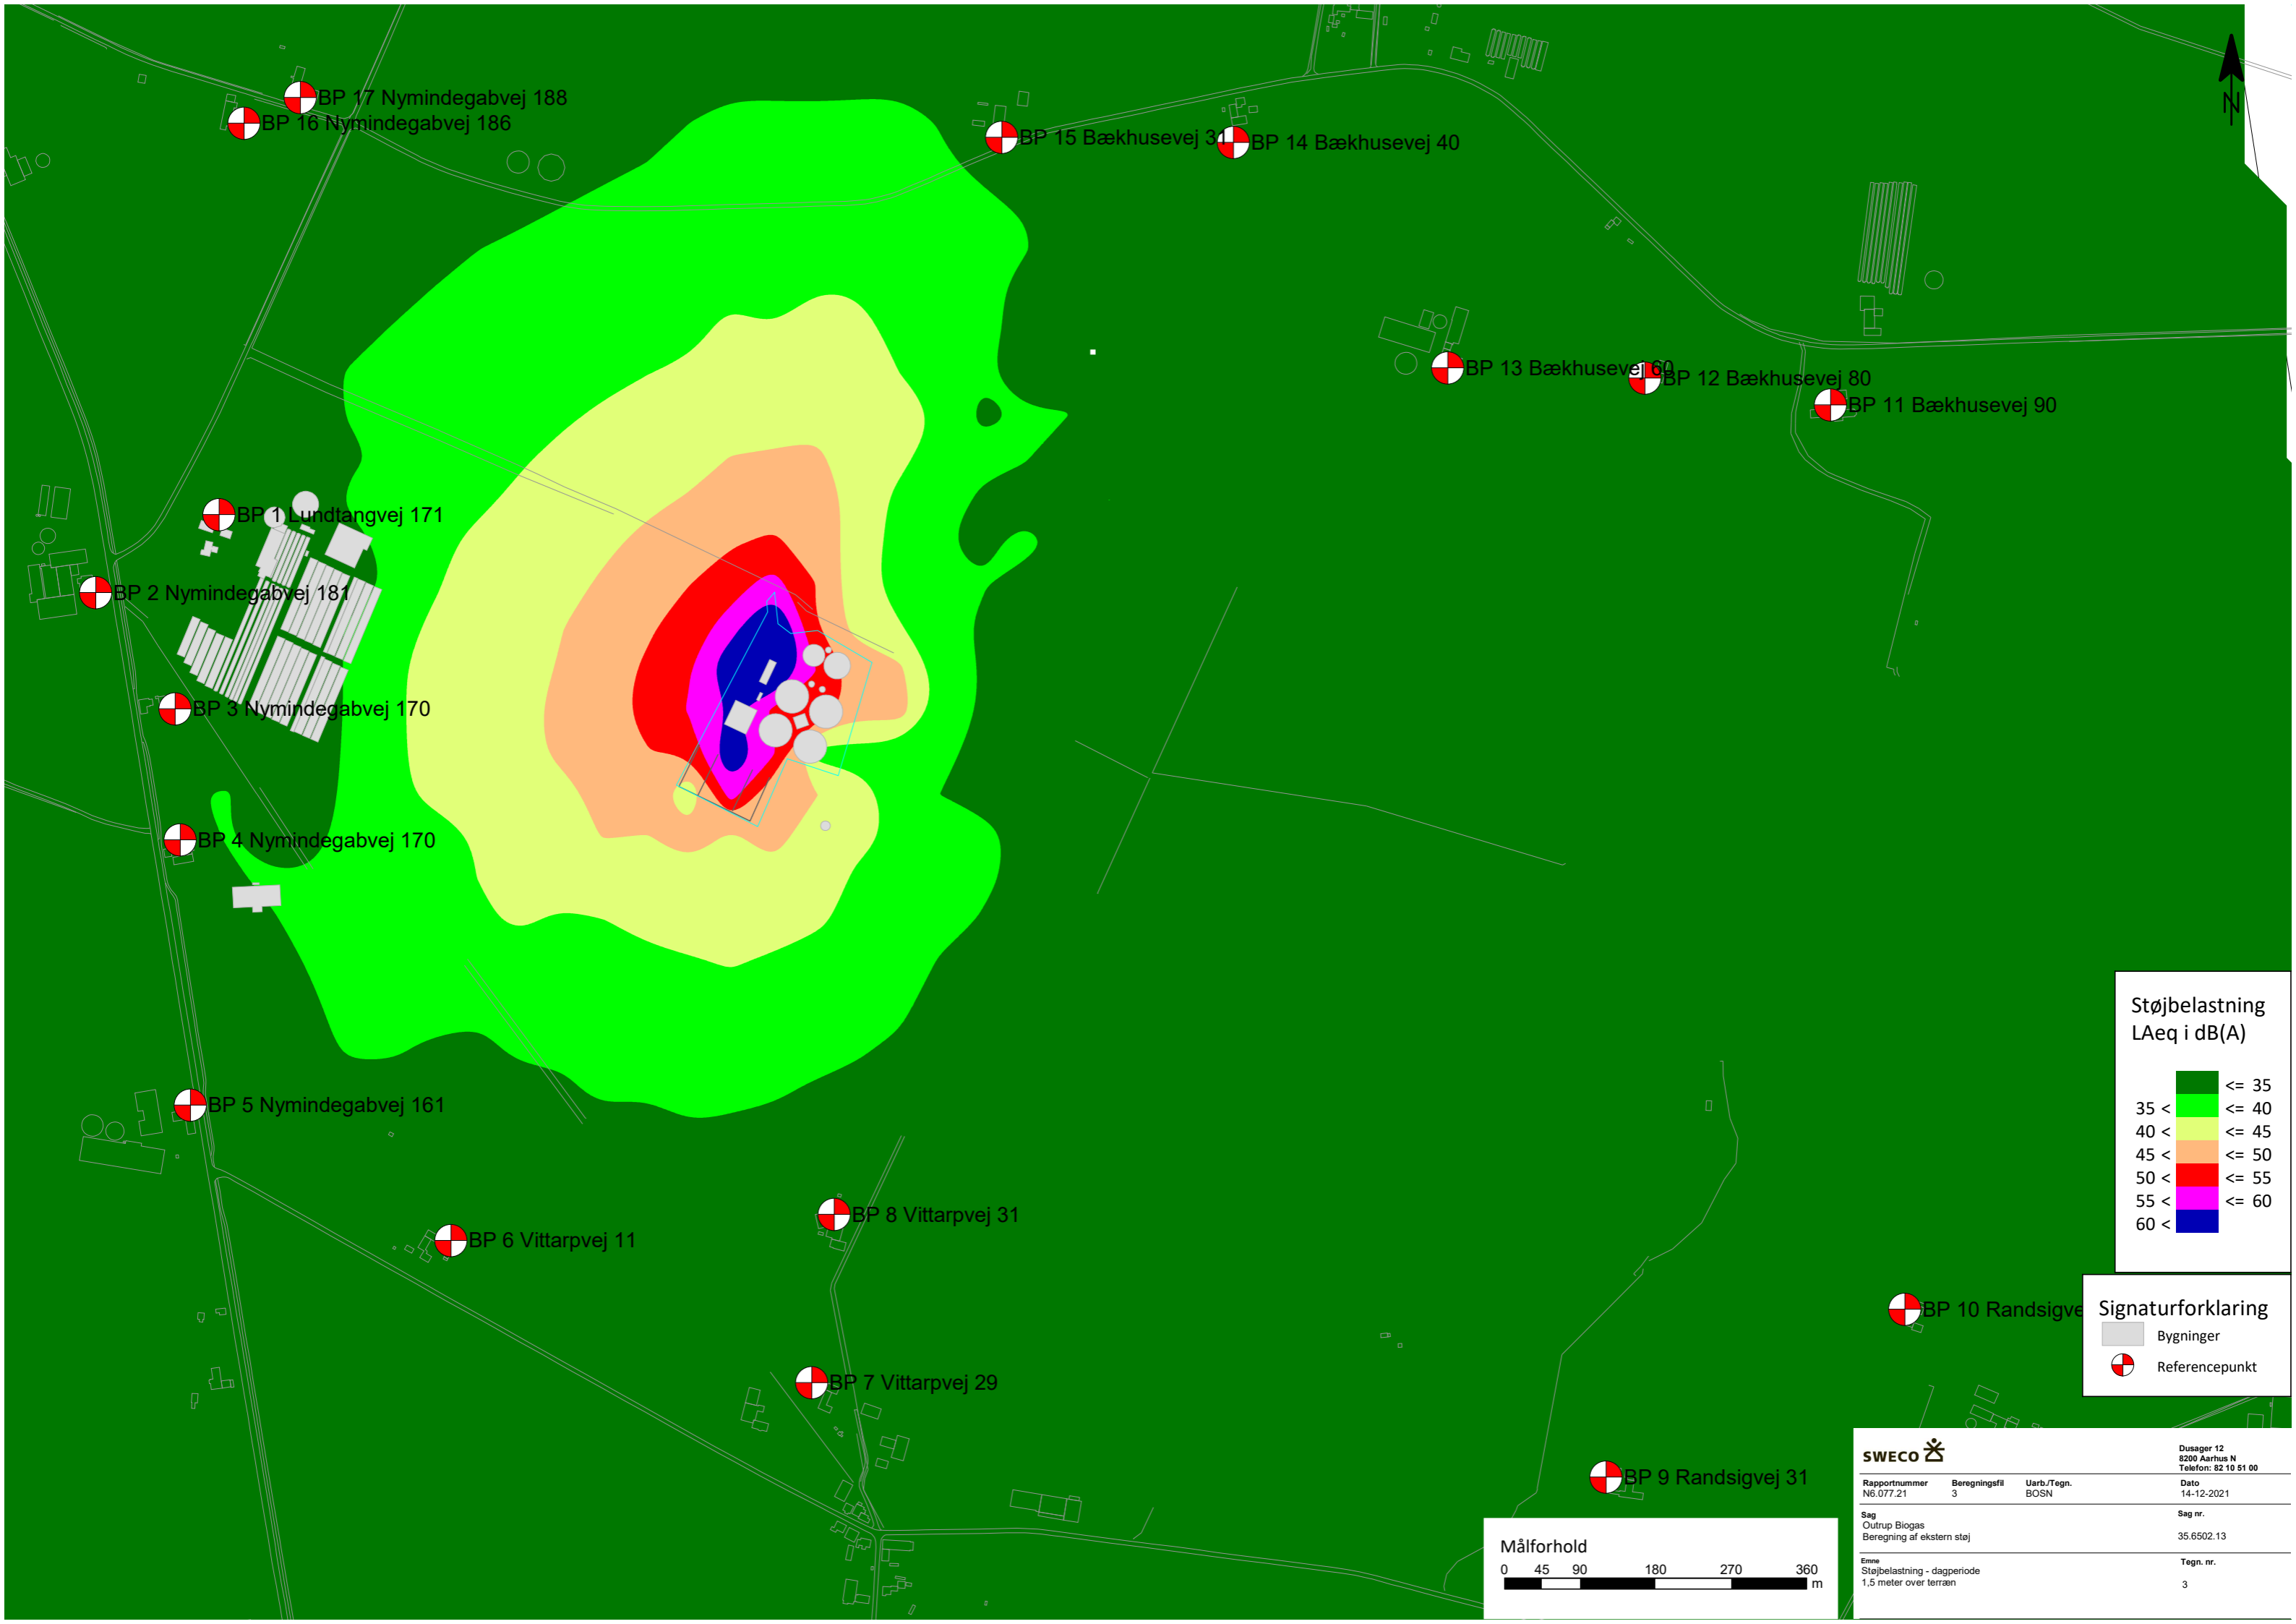 N
BP 17 Nymindegabvej 188
BP 16 Nymindegabvej 186
BP 15 Bækhusevej 31
BP 14 Bækhusevej 40
BP 13 Bækhusevej 60
BP 12 Bækhusevej 80
BP 11 Bækhusevej 90
BP 1 Lundtangvej 171
BP 2 Nymindegabvej 181
BP 3 Nymindegabvej 170
BP 4 Nymindegabvej 170
BP 5 Nymindegabvej 161
BP 8 Vittarpvej 31
BP 6 Vittarpvej 11
BP 7 Vittarpvej 29
BP 10 Randsigve
BP 9 Randsigvej 31
Støjbelastning
LAeq i dB(A)
<= 35
35 < <= 40
40 < <= 45
45 < <= 50
50 < <= 55
55 < <= 60
60 <
Signaturforklaring
Bygninger
Referencepunkt
Målforhold
0 45 90 180 270 360
m
SWECO
Dusager 12
8200 Aarhus N
Telefon: 82 10 51 00
Rapportnummer Beregningsfil Uarb./Tegn. Dato
N6.077.21 3 BOSN 14-12-2021
Sag Sag nr.
Outrup Biogas
Beregning af ekstern støj 35.6502.13
Emne Tegn. nr.
Støjbelastning - dagperiode
1,5 meter over terræn 3